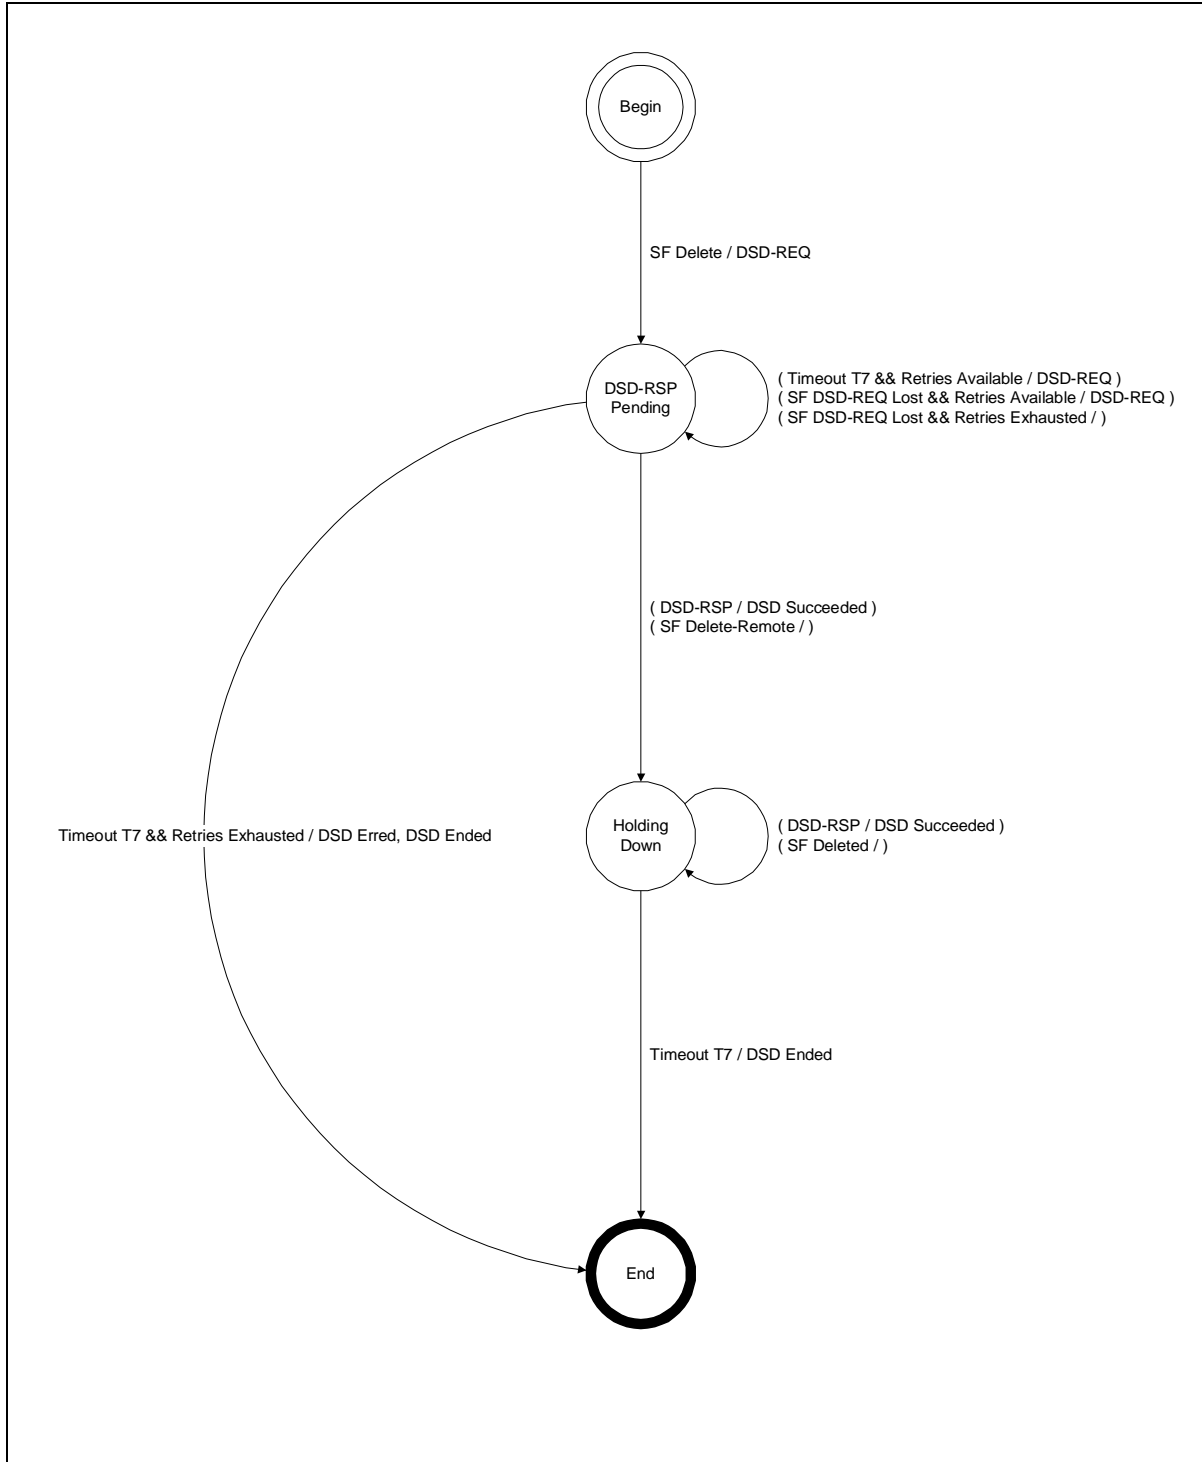 Begin
SF Delete / DSD-REQ
DSD-RSP
Pending
( Timeout T7 && Retries Available / DSD-REQ )
( SF DSD-REQ Lost && Retries Available / DSD-REQ )
( SF DSD-REQ Lost && Retries Exhausted / )
( DSD-RSP / DSD Succeeded )
( SF Delete-Remote / )
Timeout T7 && Retries Exhausted / DSD Erred, DSD Ended
Holding
Down
( DSD-RSP / DSD Succeeded )
( SF Deleted / )
Timeout T7 / DSD Ended
End